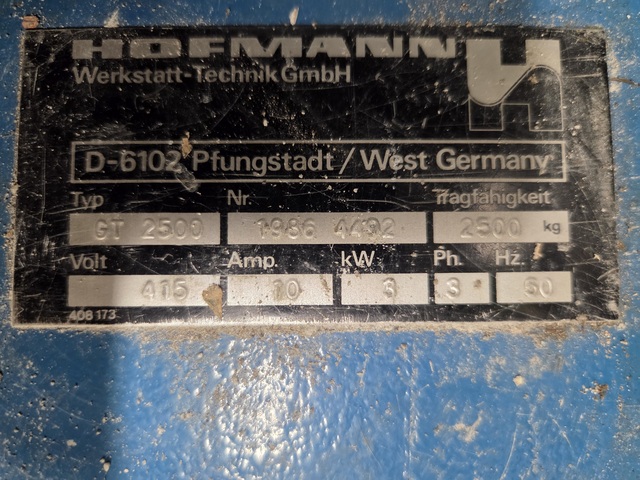 HOFMANN
Werkstatt-Technik GmbH
D-6102 Pfungstadt / West Germany
Typ Nr. Tragfähigkeit
GT 2500 1986 4492 2500 kg
Volt Amp. kW Ph. Hz.
415 10 3 3
408 173